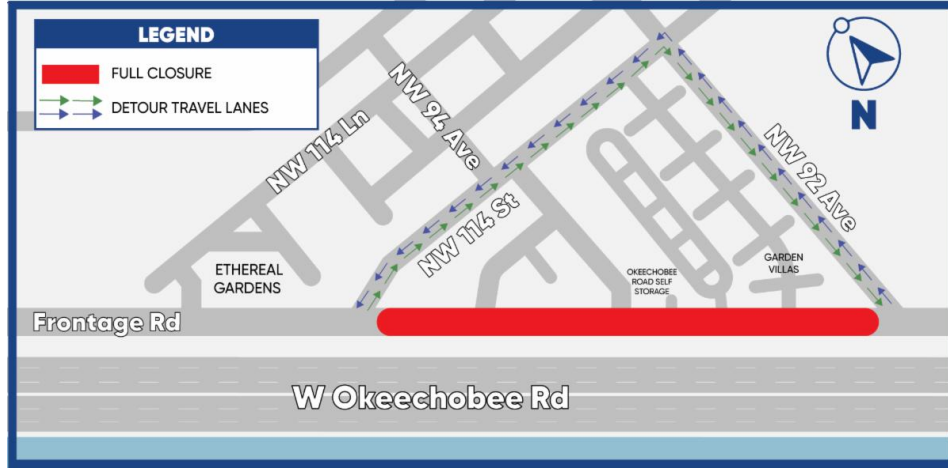 LEGEND
FULL CLOSURE
DETOUR TRAVEL LANES
N
NW 114 Ln
NW 94 Ave
NW 114 St
NW 92 Ave
ETHEREAL
GARDENS
OKEECHOBEE
ROAD SELF
STORAGE
GARDEN
VILLAS
Frontage Rd
W Okeechobee Rd